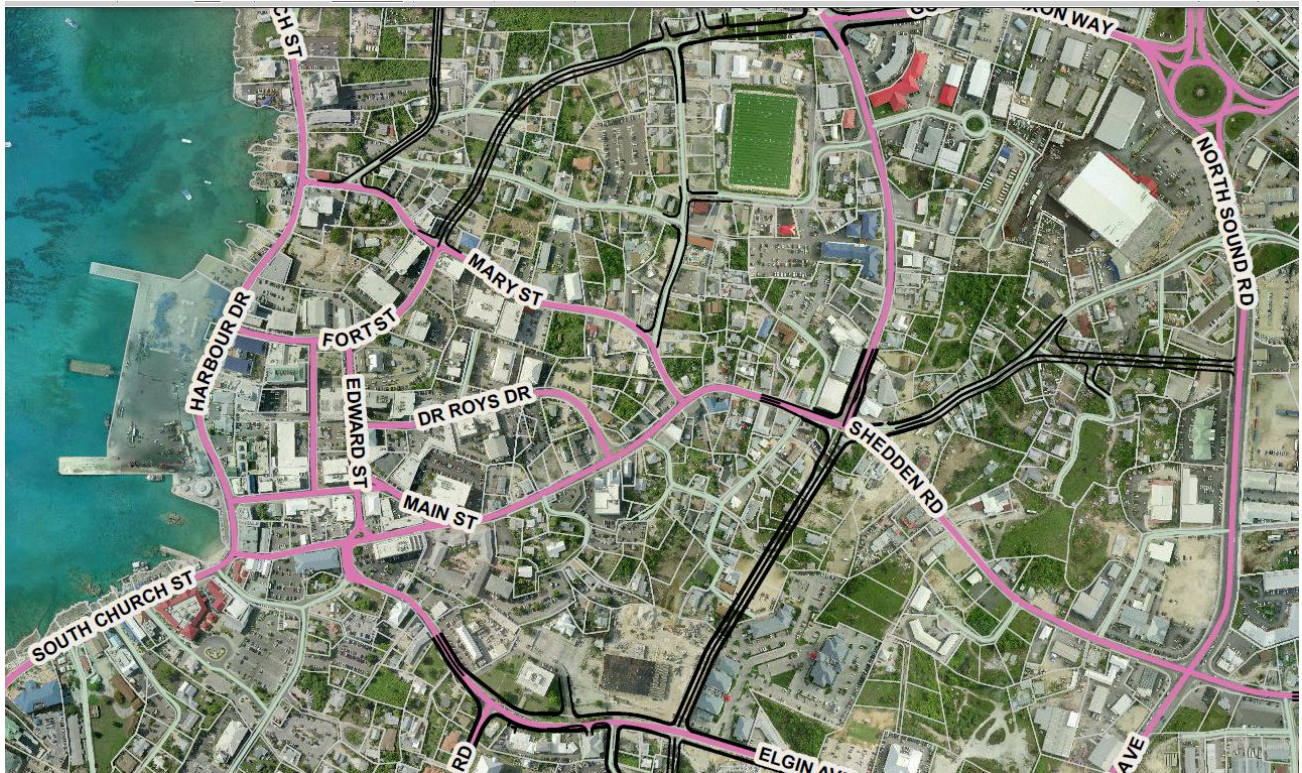 CH ST
XON WAY
NORTH SOUND RD
MARY ST
HARBOUR DR
FORT ST
EDWARD ST
DR ROYS DR
MAIN ST
SHEDDEN RD
SOUTH CHURCH ST
RD
ELGIN AV
AVE